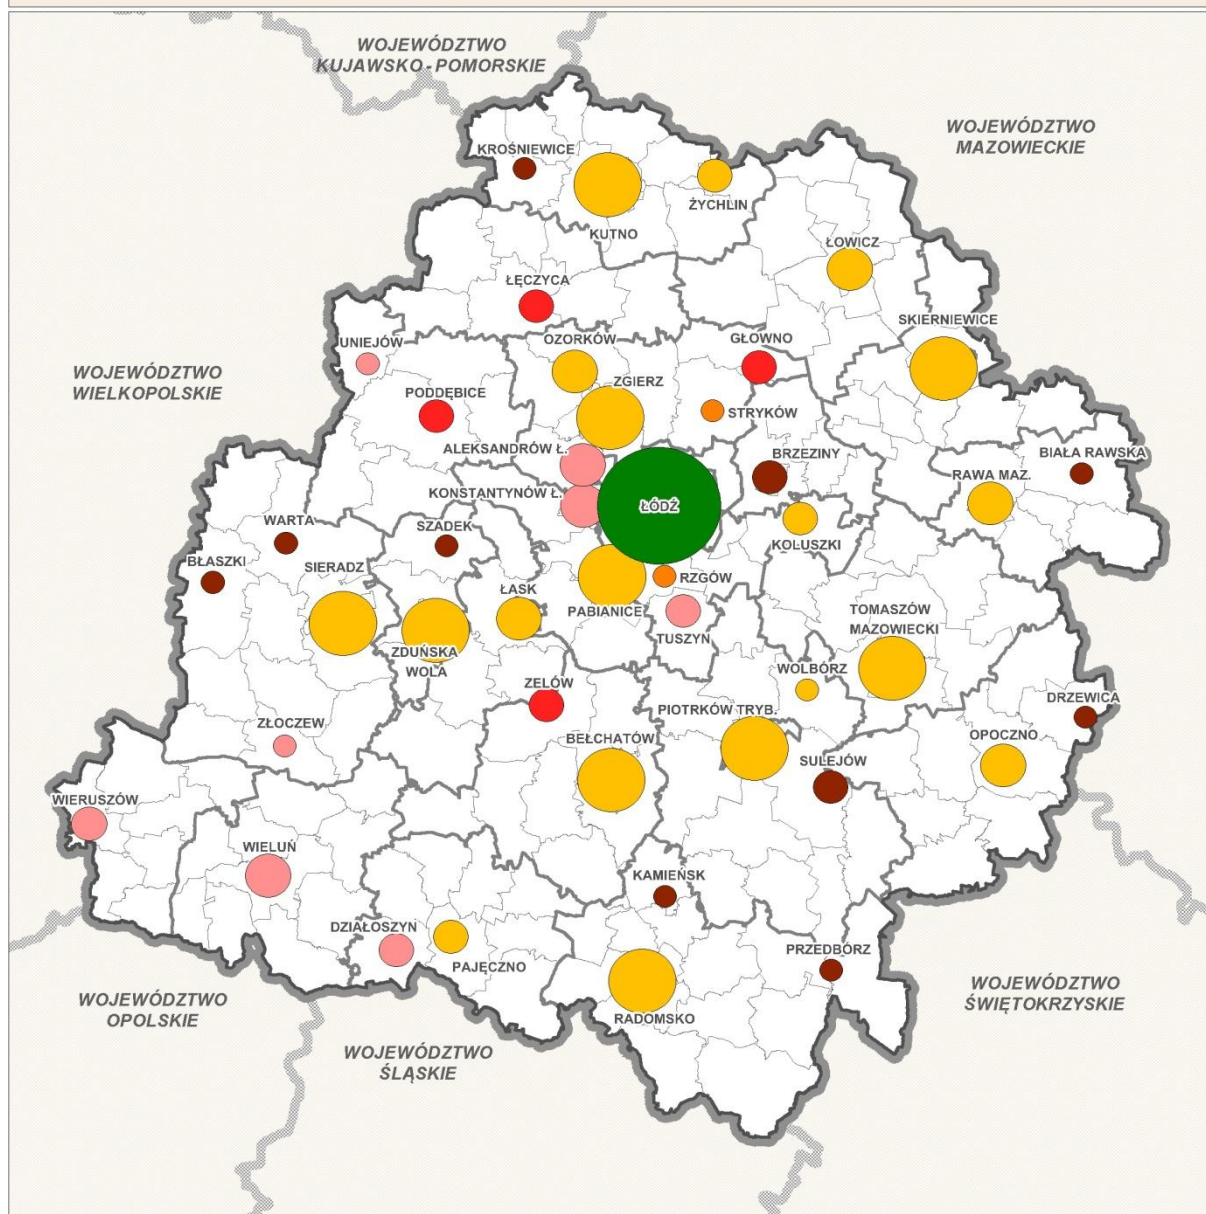 WOJEWÓDZTWO
KUJAWSKO - POMORSKIE
WOJEWÓDZTWO
MAZOWIECKIE
KROŚNIEWICE
ŻYCHLIN
KUTNO
ŁOWICZ
ŁĘCZYCA
SKIERNIEWICE
UNIEJÓW
OZORKÓW
GŁOWNO
WOJEWÓDZTWO
WIELKOPOLSKIE
ZGIERZ
PODDĘBICE
STRYKÓW
ALEKSANDRÓW Ł.
BRZEZINY
BIAŁA RAWSKA
RAWA MAZ.
KONSTANTYNÓW Ł.
ŁÓDŹ
WARTA
SZADEK
KOLUSZKI
BŁASZKI
SIERADZ
ŁASK
RZGÓW
PABIANICE
TUSZYN
TOMASZÓW
MAZOWIECKI
ZDUŃSKA
WOLA
WOLBÓRZ
ZELÓW
DRZEWICA
PIOTRKÓW TRYB.
ZŁOCZEW
BEŁCHATÓW
OPOCZNO
SULEJÓW
WIERUSZÓW
WIELUŃ
KAMIEŃSK
DZIAŁOSZYN
PRZEDBÓRZ
PAJĘCZNO
WOJEWÓDZTWO
OPOLSKIE
WOJEWÓDZTWO
ŚWIĘTOKRZYSKIE
RADOMSKO
WOJEWÓDZTWO
ŚLĄSKIE